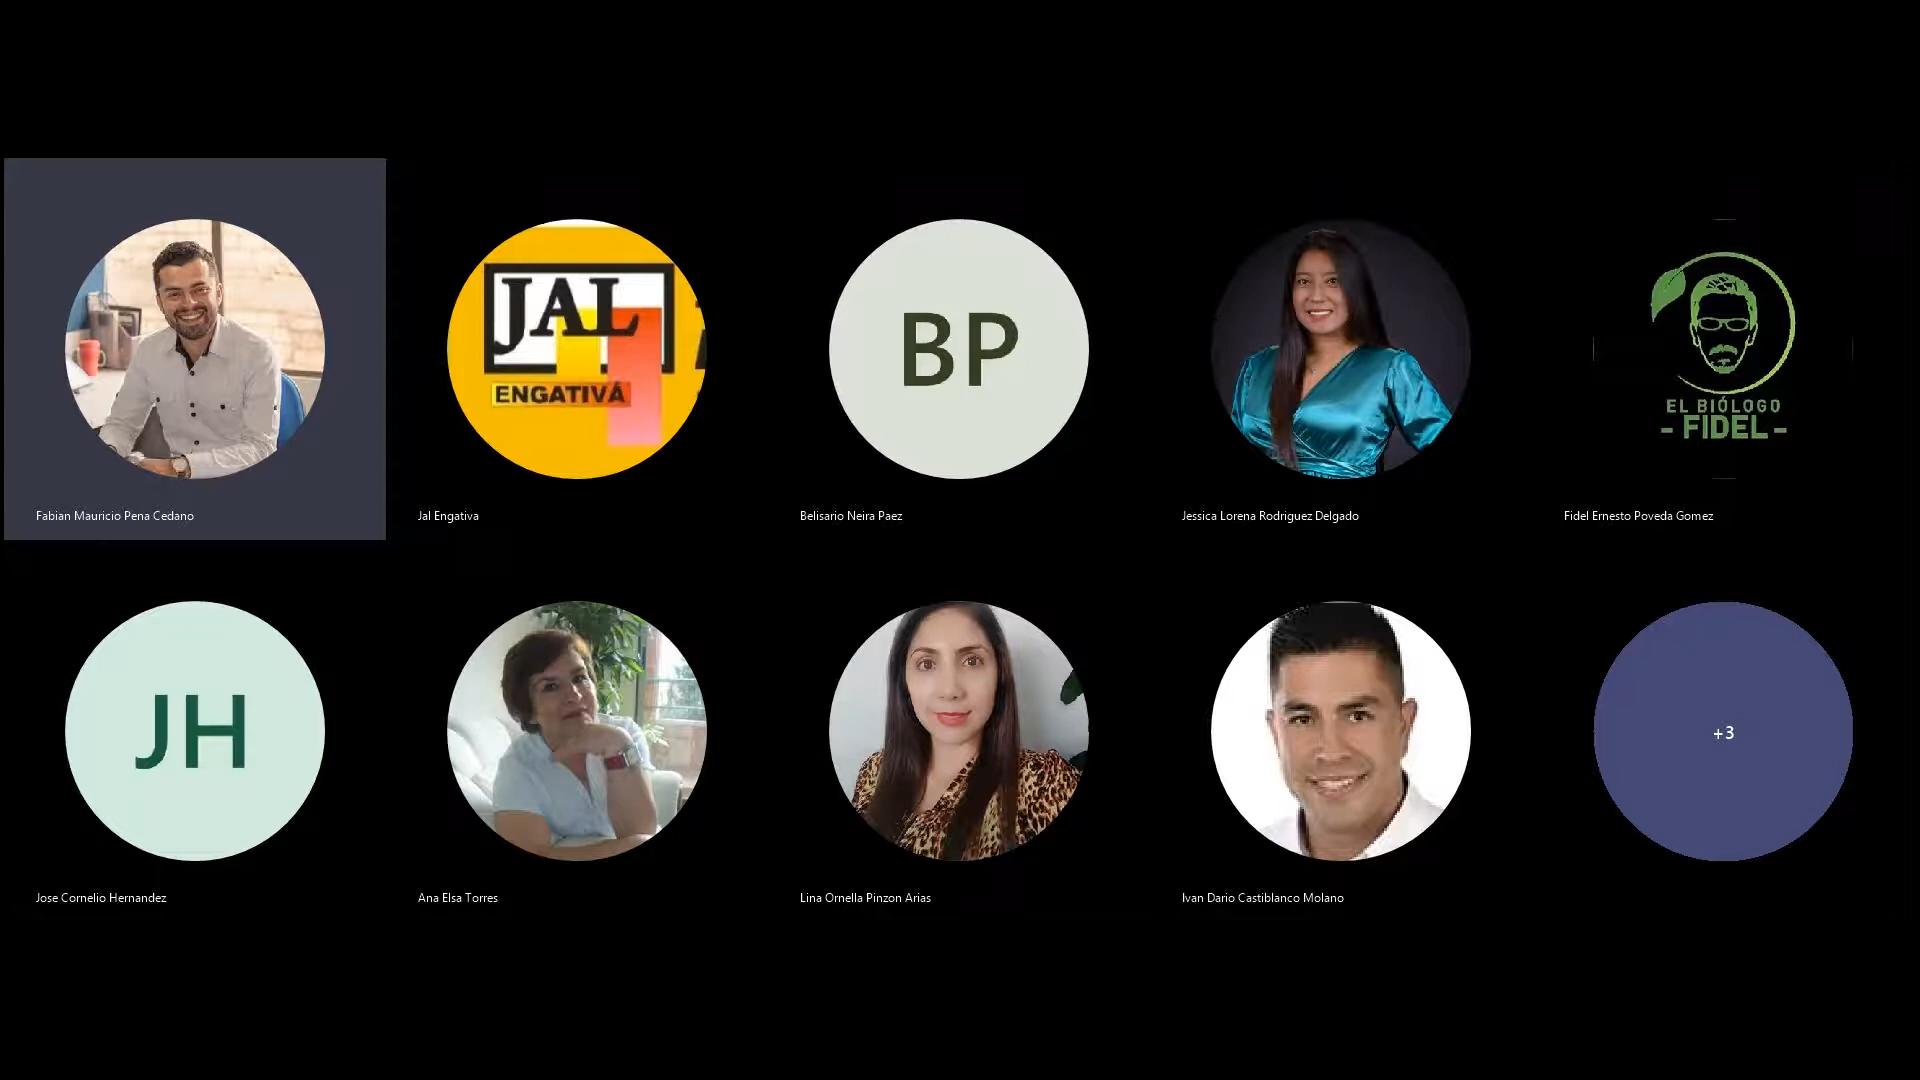 JAL
ENGATIVÁ
BP
EL BIÓLOGO
- FIDEL -
Fabian Mauricio Pena Cedano
Jal Engativa
Belisario Neira Paez
Jessica Lorena Rodriguez Delgado
Fidel Ernesto Poveda Gomez
JH
+3
Jose Cornelio Hernandez
Ana Elsa Torres
Lina Ornella Pinzon Arias
Ivan Dario Castiblanco Molano